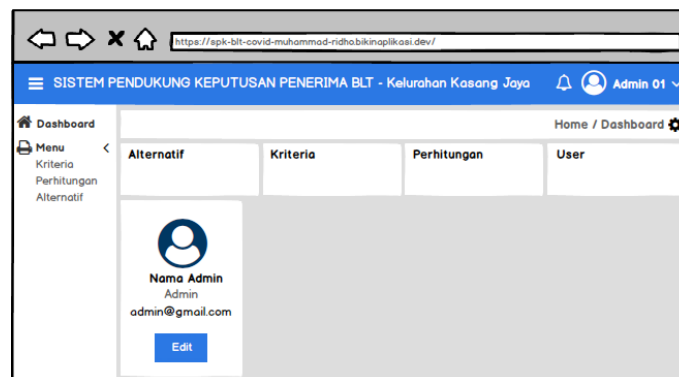 https://spk-blt-covid-muhammad-ridho.bikinaplikasi.dev/
SISTEM PENDUKUNG KEPUTUSAN PENERIMA BLT - Kelurahan Kasang Jaya
Admin 01
Dashboard
Home / Dashboard
Menu
Kriteria
Perhitungan
Alternatif
Alternatif
Kriteria
Perhitungan
User
Nama Admin
Admin
admin@gmail.com
Edit